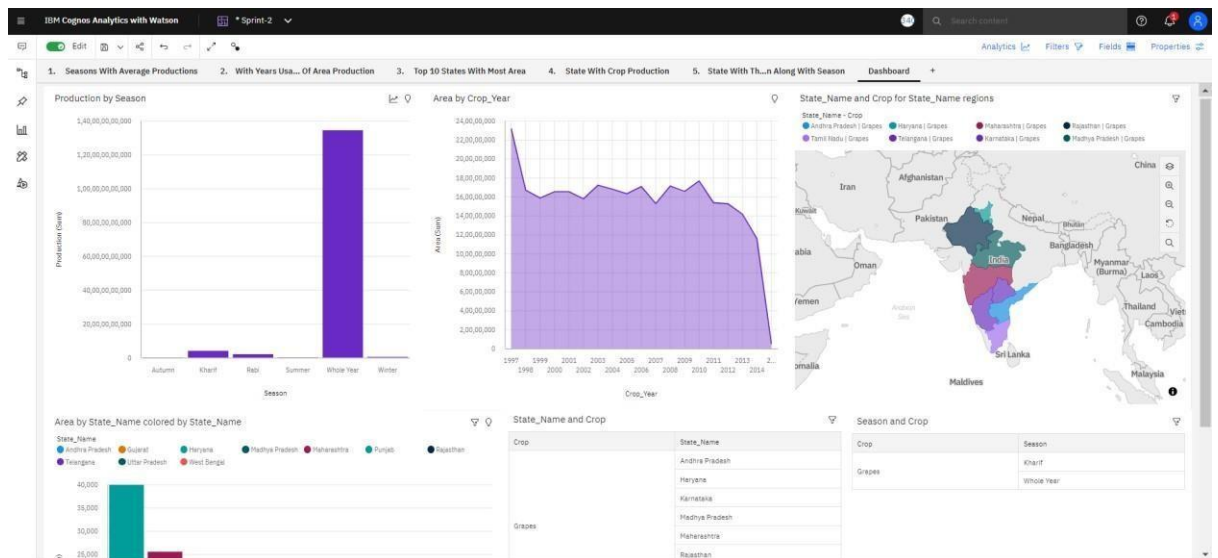 IBM Cognos Analytics with Watson
* Sprint-2
Search content
1
Edit
Analytics
Filters
Fields
Properties
1. Seasons With Average Productions
2. With Years Usa... Of Area Production
3. Top 10 States With Most Area
4. State With Crop Production
5. State With Th...n Along With Season
Dashboard
+
Production by Season
1,40,00,00,00,000
1,20,00,00,00,000
1,00,00,00,00,000
80,00,00,00,000
60,00,00,00,000
40,00,00,00,000
20,00,00,00,000
0
Production (Sum)
Autumn
Kharif
Rabi
Summer
Whole Year
Winter
Season
Area by Crop_Year
24,00,00,000
22,00,00,000
20,00,00,000
18,00,00,000
16,00,00,000
14,00,00,000
12,00,00,000
10,00,00,000
8,00,00,000
6,00,00,000
4,00,00,000
2,00,00,000
0
Area (Sum)
1997 1999 2001 2003 2005 2007 2009 2011 2013 2...
1998 2000 2002 2004 2006 2008 2010 2012 2014
Crop_Year
State_Name and Crop for State_Name regions
State_Name - Crop
Andhra Pradesh | Grapes
Haryana | Grapes
Maharashtra | Grapes
Rajasthan | Grapes
Tamil Nadu | Grapes
Telangana | Grapes
Karnataka | Grapes
Madhya Pradesh | Grapes
China
Afghanistan
Iran
Kuwait
Pakistan
Nepal
Bhutan
abia
Bangladesh
India
Oman
Myanmar
(Burma)
Laos
Yemen
Arabian
Sea
Thailand
Viet
Cambodia
Sri Lanka
omalia
Malaysia
Maldives
Area by State_Name colored by State_Name
State_Name
Andhra Pradesh
Gujarat
Haryana
Madhya Pradesh
Maharashtra
Punjab
Rajasthan
Telangana
Uttar Pradesh
West Bengal
40,000
35,000
30,000
25,000
State_Name and Crop
Crop
State_Name
Andhra Pradesh
Haryana
Karnataka
Madhya Pradesh
Grapes
Maharashtra
Rajasthan
Season and Crop
Crop
Season
Kharif
Grapes
Whole Year